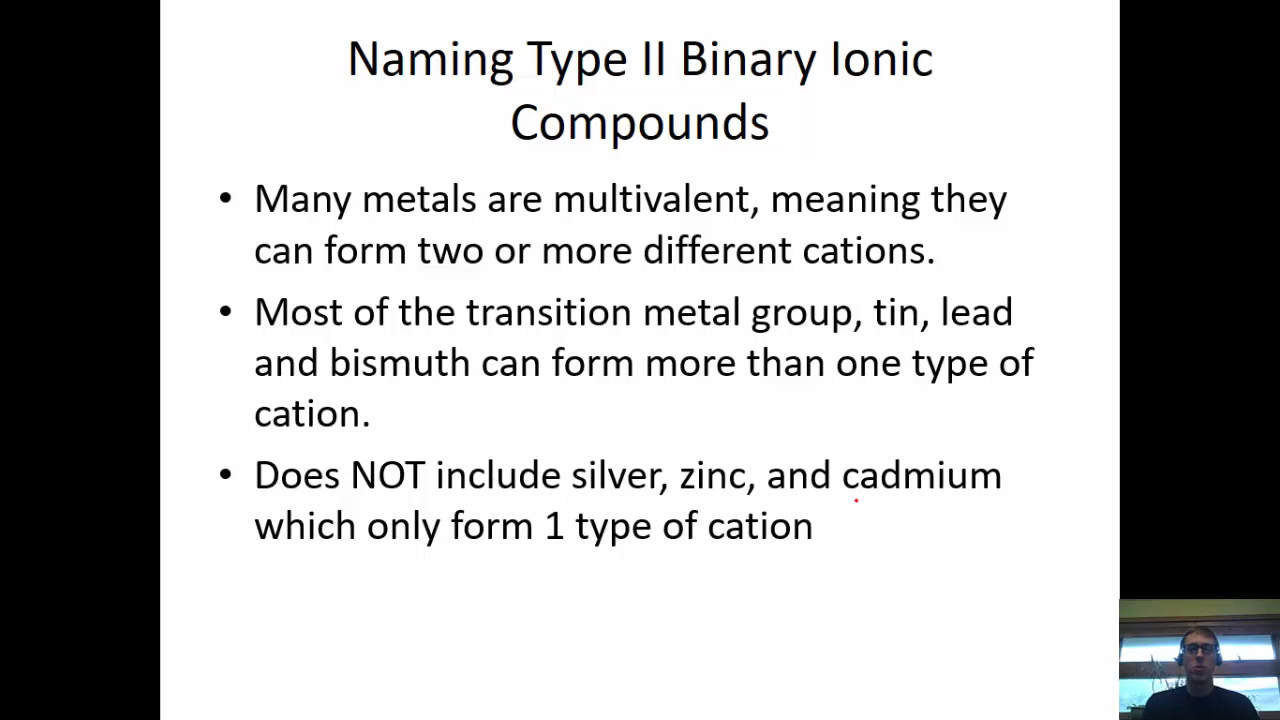 Naming Type II Binary Ionic
Compounds
• Many metals are multivalent, meaning they
can form two or more different cations.
• Most of the transition metal group, tin, lead
and bismuth can form more than one type of
cation.
• Does NOT include silver, zinc, and cadmium
which only form 1 type of cation